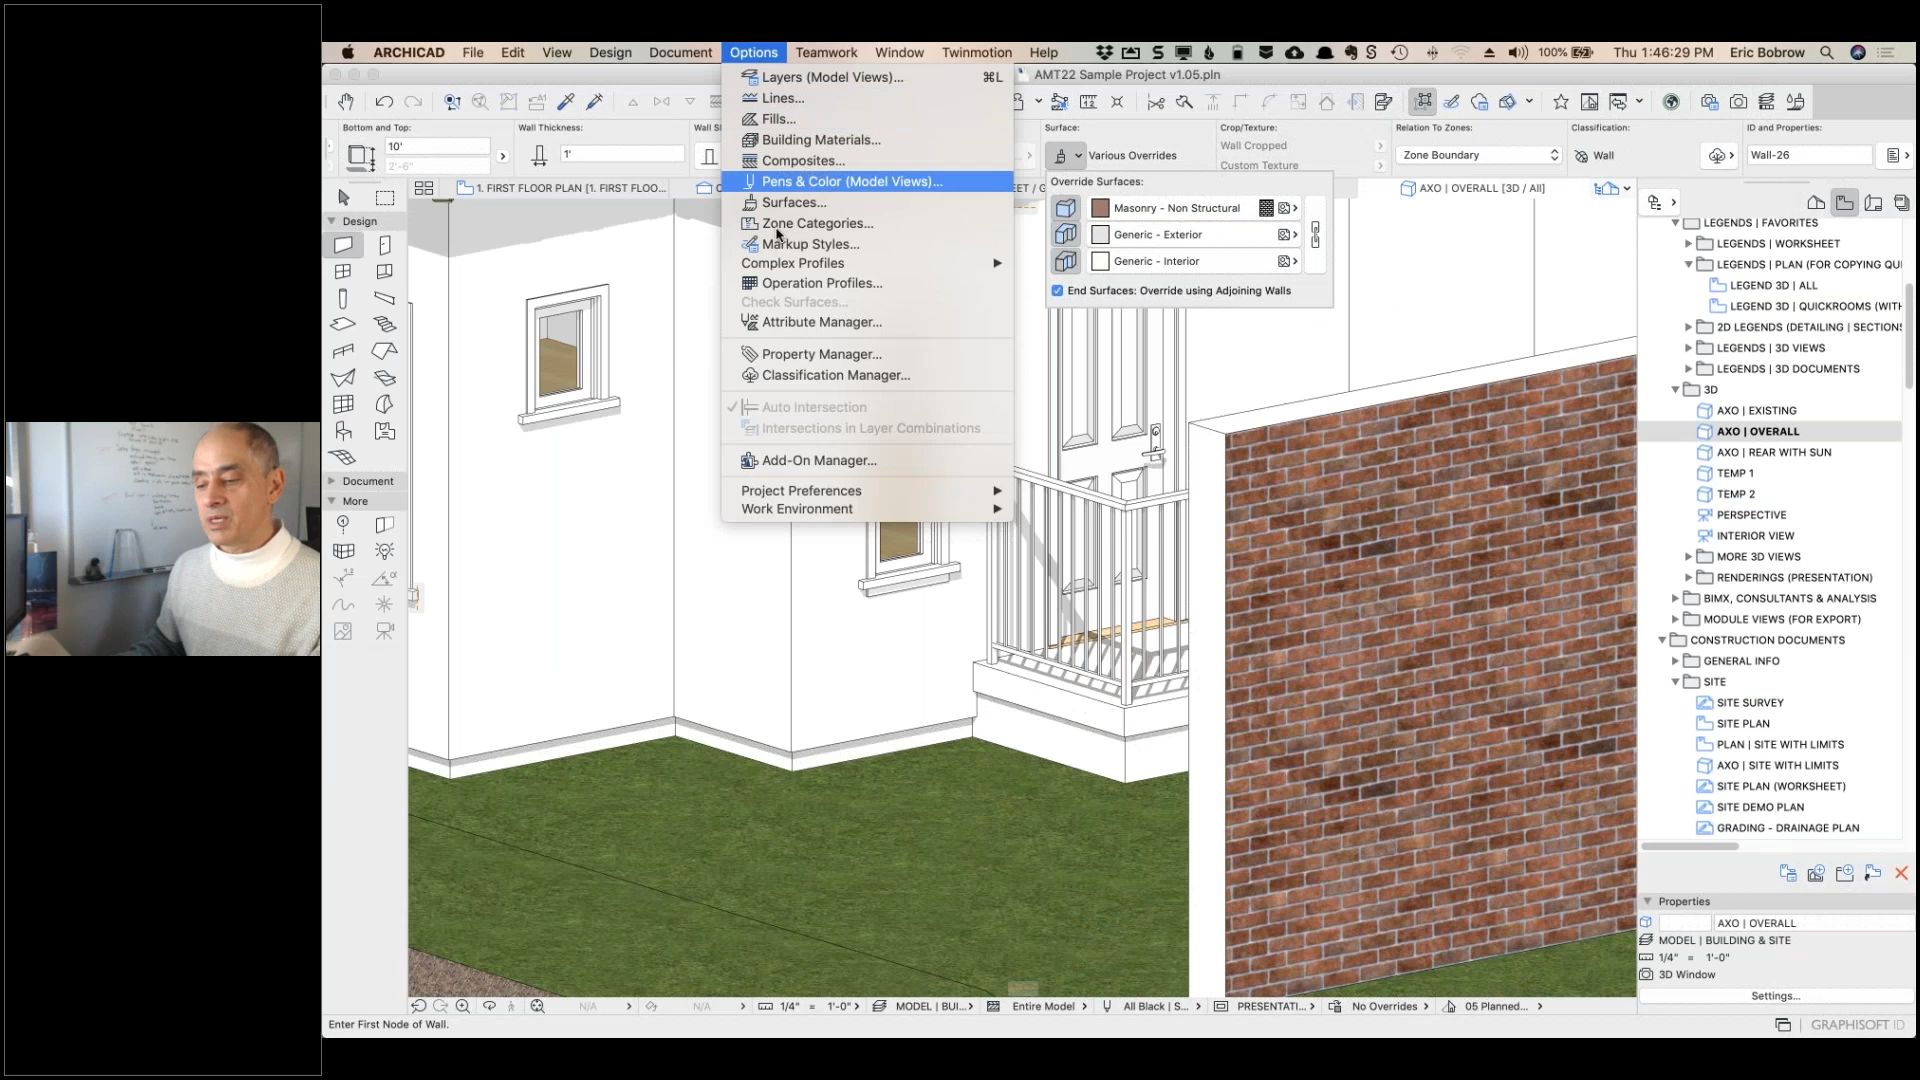 ARCHICAD File Edit View Design Document Options Teamwork Window Twinmotion Help 100% Thu 1:46:29 PM Eric Bobrow
AMT22 Sample Project v1.05.pln
Bottom and Top:
10'
2'-6"
Wall Thickness:
1'
Surface:
Various Overrides
Crop/Texture:
Wall Cropped
Custom Texture
Relation To Zones:
Zone Boundary
Classification:
Wall
ID and Properties:
Wall-26
1. FIRST FLOOR PLAN [1. FIRST FLOO...
AXO | OVERALL [3D / All]
Layers (Model Views)... ⌘L
Lines...
Fills...
Building Materials...
Composites...
Pens & Color (Model Views)...
Surfaces...
Zone Categories...
Markup Styles...
Complex Profiles
Operation Profiles...
Check Surfaces...
Attribute Manager...
Property Manager...
Classification Manager...
Auto Intersection
Intersections in Layer Combinations
Add-On Manager...
Project Preferences
Work Environment
Override Surfaces:
Masonry - Non Structural
Generic - Exterior
Generic - Interior
End Surfaces: Override using Adjoining Walls
Design
Document
More
LEGENDS | FAVORITES
LEGENDS | WORKSHEET
LEGENDS | PLAN (FOR COPYING QU
LEGEND 3D | ALL
LEGEND 3D | QUICKROOMS (WITH
2D LEGENDS (DETAILING | SECTIONS
LEGENDS | 3D VIEWS
LEGENDS | 3D DOCUMENTS
3D
AXO | EXISTING
AXO | OVERALL
AXO | REAR WITH SUN
TEMP 1
TEMP 2
PERSPECTIVE
INTERIOR VIEW
MORE 3D VIEWS
RENDERINGS (PRESENTATION)
BIMX, CONSULTANTS & ANALYSIS
MODULE VIEWS (FOR EXPORT)
CONSTRUCTION DOCUMENTS
GENERAL INFO
SITE
SITE SURVEY
SITE PLAN
PLAN | SITE WITH LIMITS
AXO | SITE WITH LIMITS
SITE PLAN (WORKSHEET)
SITE DEMO PLAN
GRADING - DRAINAGE PLAN
Properties
AXO | OVERALL
MODEL | BUILDING & SITE
1/4" = 1'-0"
3D Window
Settings...
N/A N/A 1/4" = 1'-0" MODEL | BUI... Entire Model All Black | S... PRESENTATI... No Overrides 05 Planned...
Enter First Node of Wall.
GRAPHISOFT ID